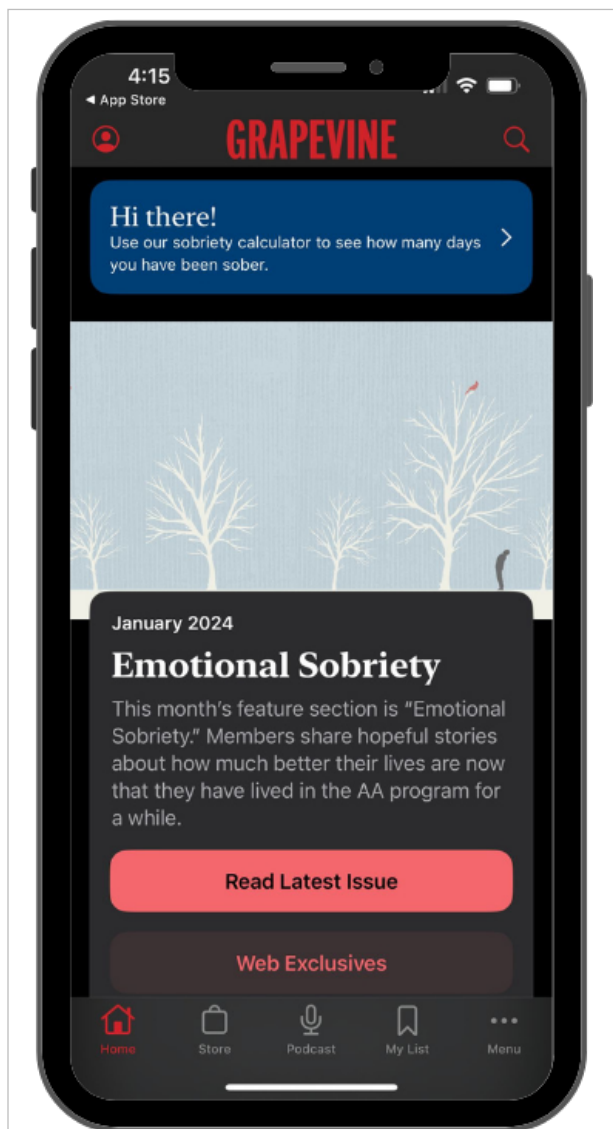 4:15
◄ App Store
GRAPEVINE
Hi there!
Use our sobriety calculator to see how many days
you have been sober.
January 2024
Emotional Sobriety
This month's feature section is "Emotional
Sobriety." Members share hopeful stories
about how much better their lives are now
that they have lived in the AA program for
a while.
Read Latest Issue
Web Exclusives
Home
Store
Podcast
My List
Menu